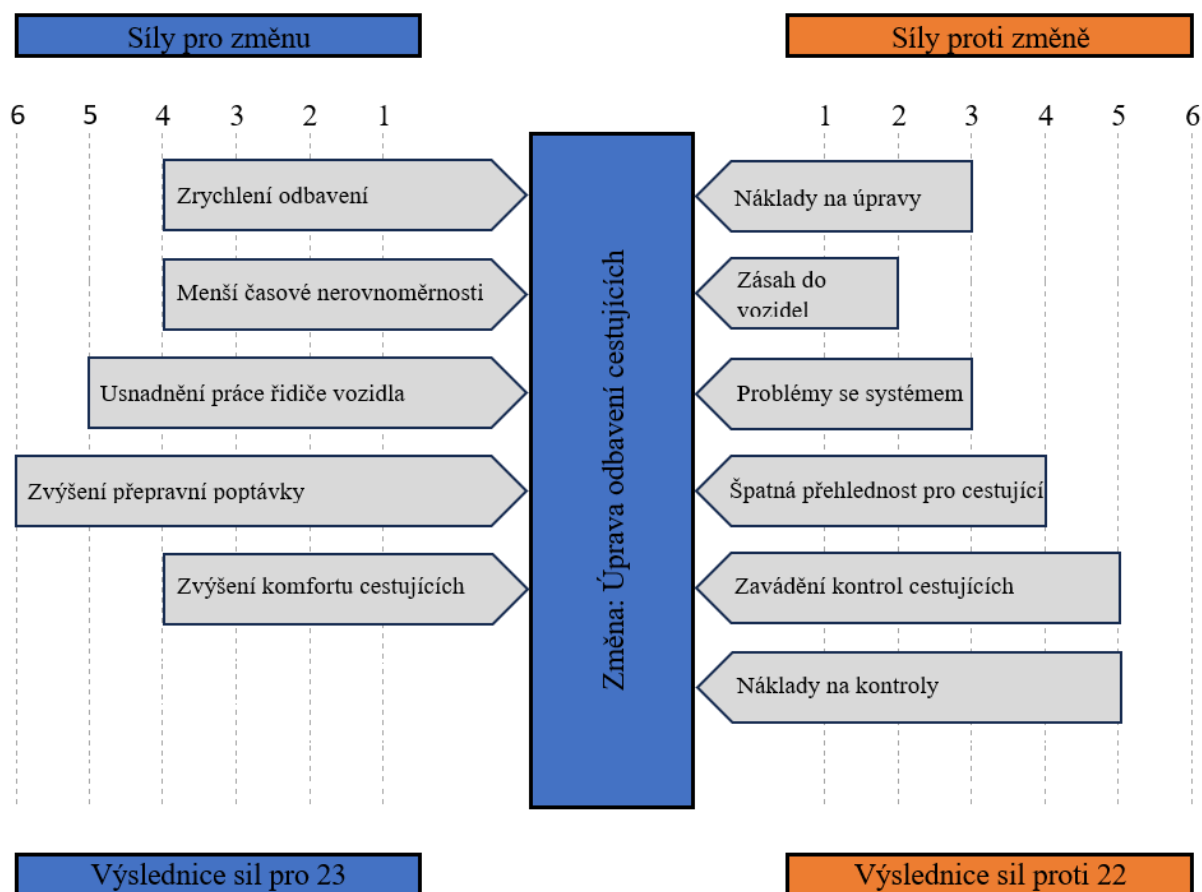 Síly pro změnu
Síly proti změně
6 5 4 3 2 1
1 2 3 4 5 6
Zrychlení odbavení
Menší časové nerovnoměrnosti
Usnadnění práce řidiče vozidla
Zvýšení přepravní poptávky
Zvýšení komfortu cestujících
Změna: Úprava odbavení cestujících
Náklady na úpravy
Zásah do
vozidel
Problémy se systémem
Špatná přehlednost pro cestující
Zavádění kontrol cestujících
Náklady na kontroly
Výslednice sil pro 23
Výslednice sil proti 22